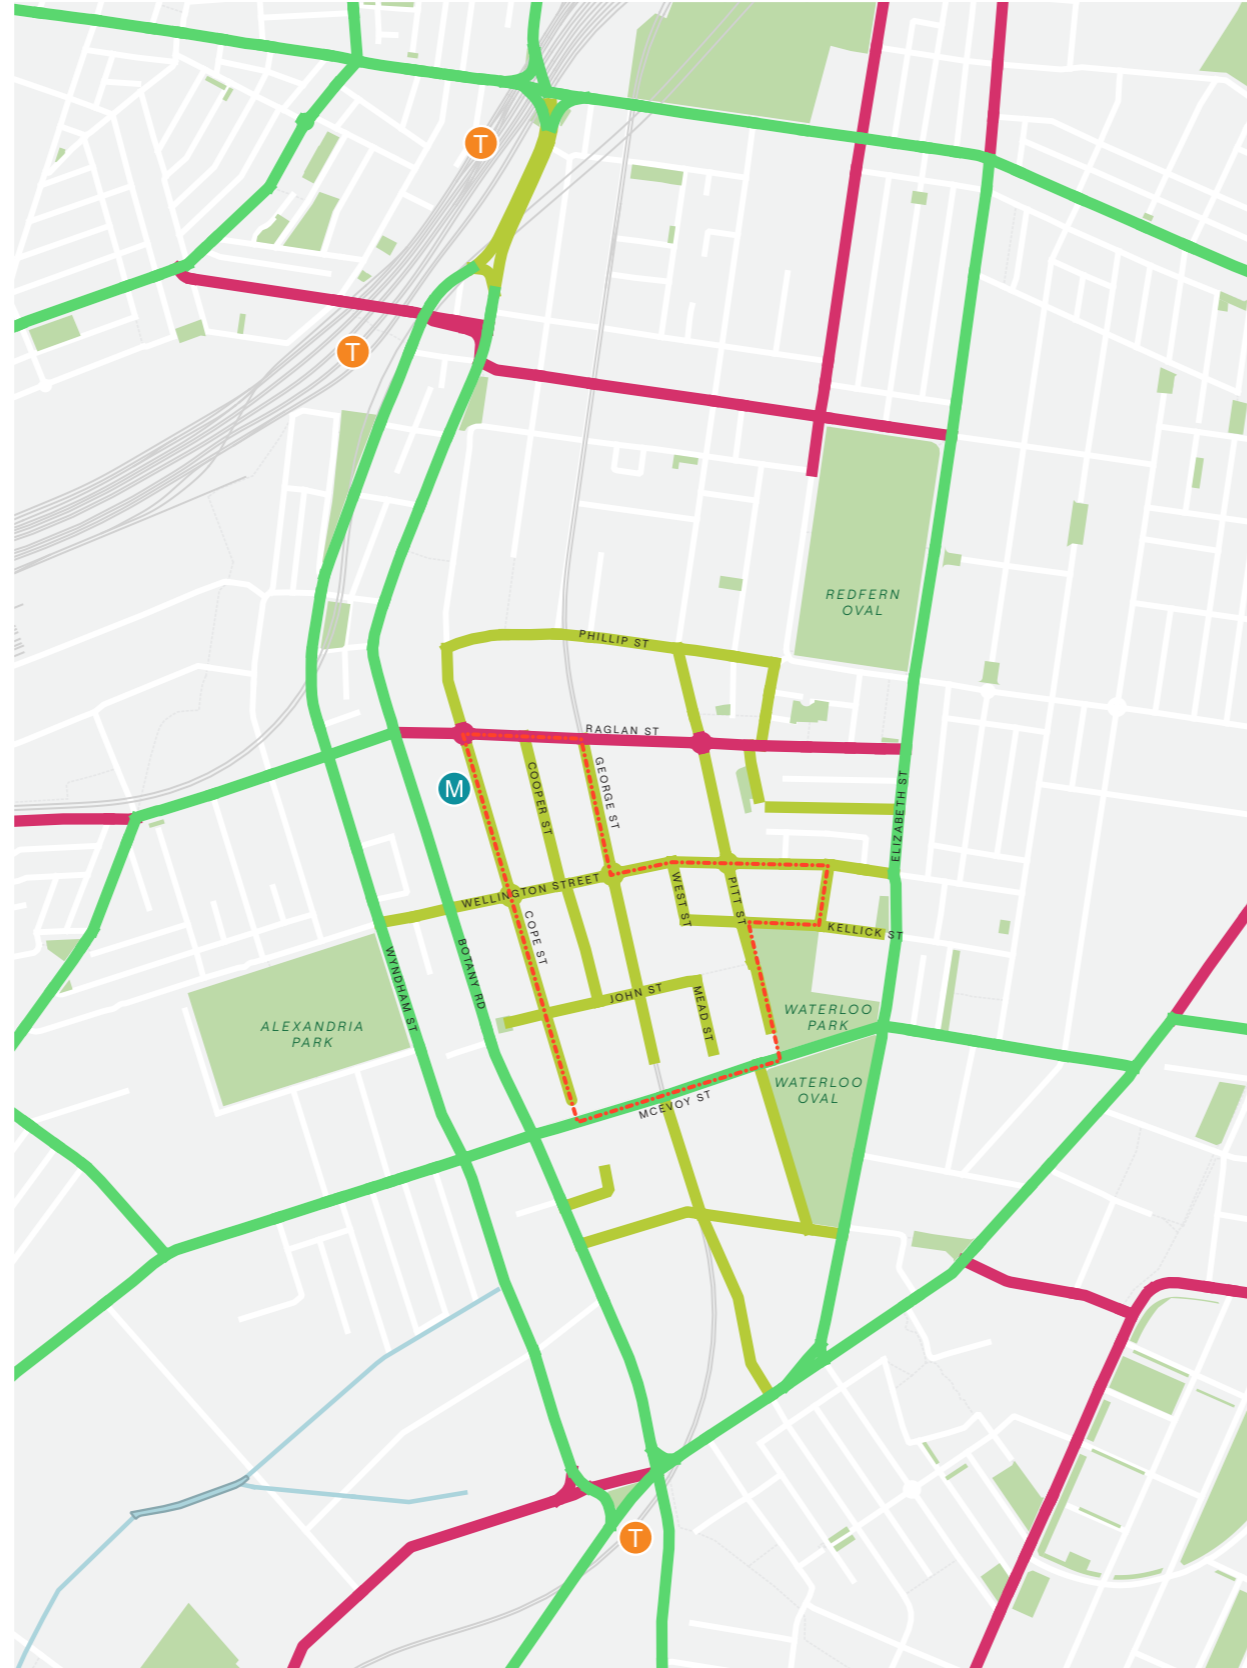 T
T
REDFERN
OVAL
PHILLIP ST
RAGLAN ST
M
COOPER ST
GEORGE ST
ELIZABETH ST
WELLINGTON STREET
WEST ST
PITT ST
KELLICK ST
COPE ST
WYNDHAM ST
BOTANY RD
JOHN ST
MEAD ST
ALEXANDRIA
PARK
WATERLOO
PARK
WATERLOO
OVAL
MCEVOY ST
T